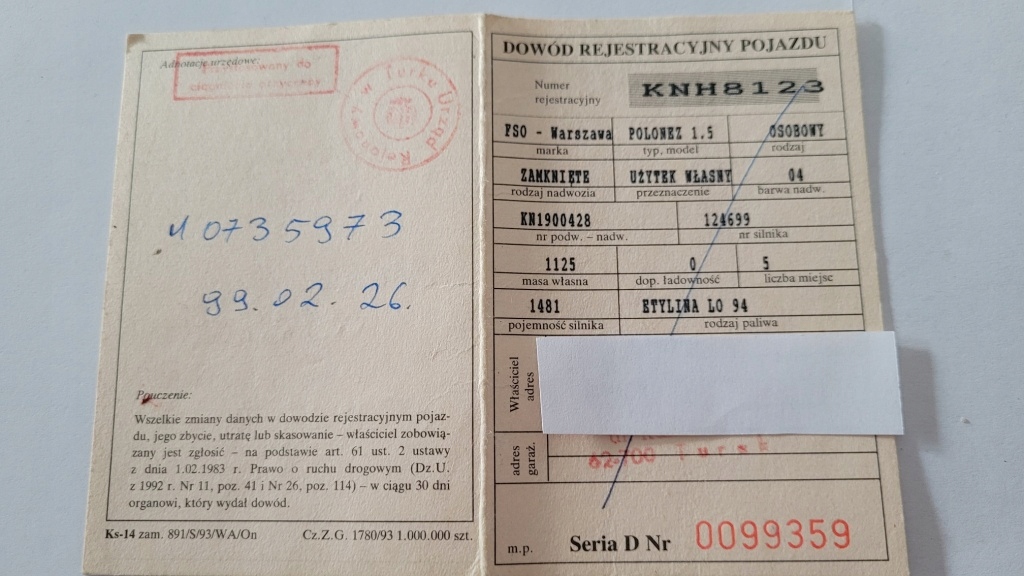 Adnotacje urzędowe:
Rejonowy w Turku Urząd
1 0735973
99.02.26.
Pouczenie:
Wszelkie zmiany danych w dowodzie rejestracyjnym pojaz-
du, jego zbycie, utratę lub skasowanie – właściciel zobowią-
zany jest zgłosić – na podstawie art. 61 ust. 2 ustawy
z dnia 1.02.1983 r. Prawo o ruchu drogowym (Dz.U.
z 1992 r. Nr 11, poz. 41 i Nr 26, poz. 114) – w ciągu 30 dni
organowi, który wydał dowód.
Ks-14 zam. 891/S/93/WA/On Cz.Z.G. 1780/93 1.000.000 szt.
DOWÓD REJESTRACYJNY POJAZDU
Numer
rejestracyjny
KNH8123
FSO - Warszawa POLONEZ 1.5 OSOBOWY
marka typ, model rodzaj
ZAMKNIĘTE UŻYTEK WŁASNY 04
rodzaj nadwozia przeznaczenie barwa nadw.
KN1900428 124699
nr podw. – nadw. nr silnika
1125 0 5
masa własna dop. ładowność liczba miejsc
1481 ETYLINA LO 94
pojemność silnika rodzaj paliwa
Właściciel
adres
adres
garaż.
62-700 Turek
m.p. Seria D Nr 0099359